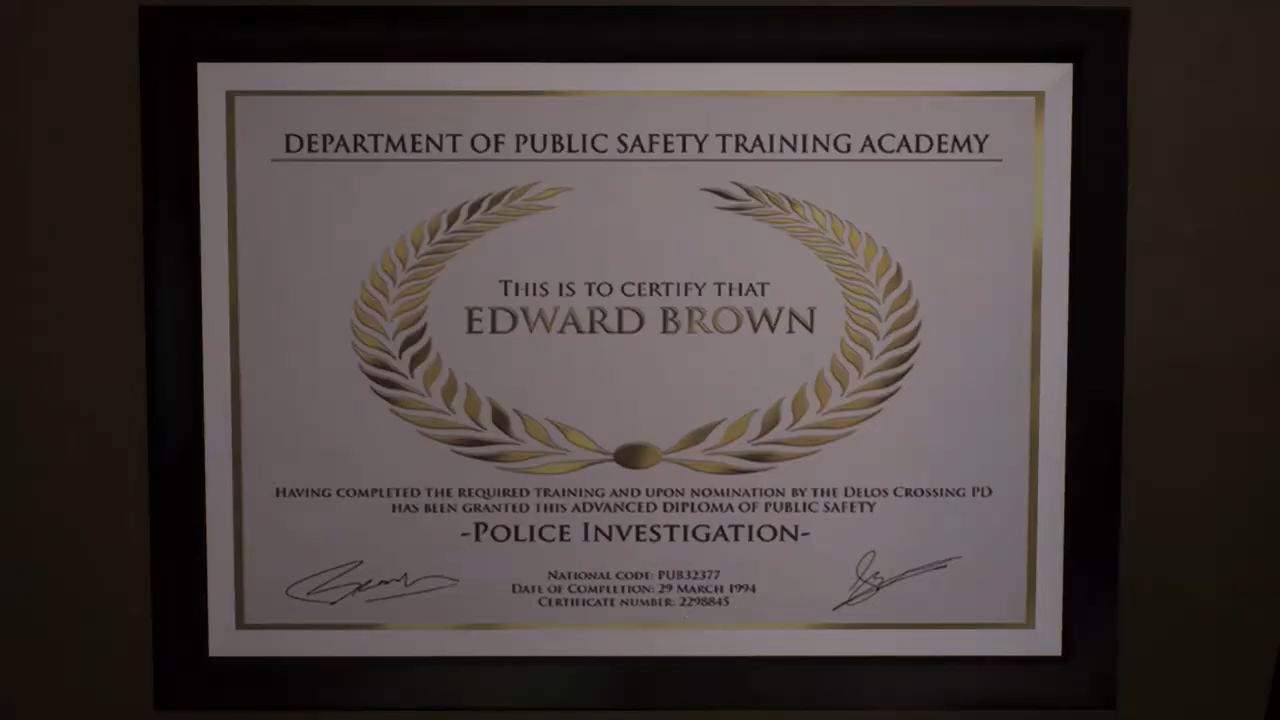 DEPARTMENT OF PUBLIC SAFETY TRAINING ACADEMY
THIS IS TO CERTIFY THAT
EDWARD BROWN
HAVING COMPLETED THE REQUIRED TRAINING AND UPON NOMINATION BY THE DELOS CROSSING PD
HAS BEEN GRANTED THIS ADVANCED DIPLOMA OF PUBLIC SAFETY
-POLICE INVESTIGATION-
NATIONAL CODE: PUB32377
DATE OF COMPLETION: 29 MARCH 1994
CERTIFICATE NUMBER: 2298845